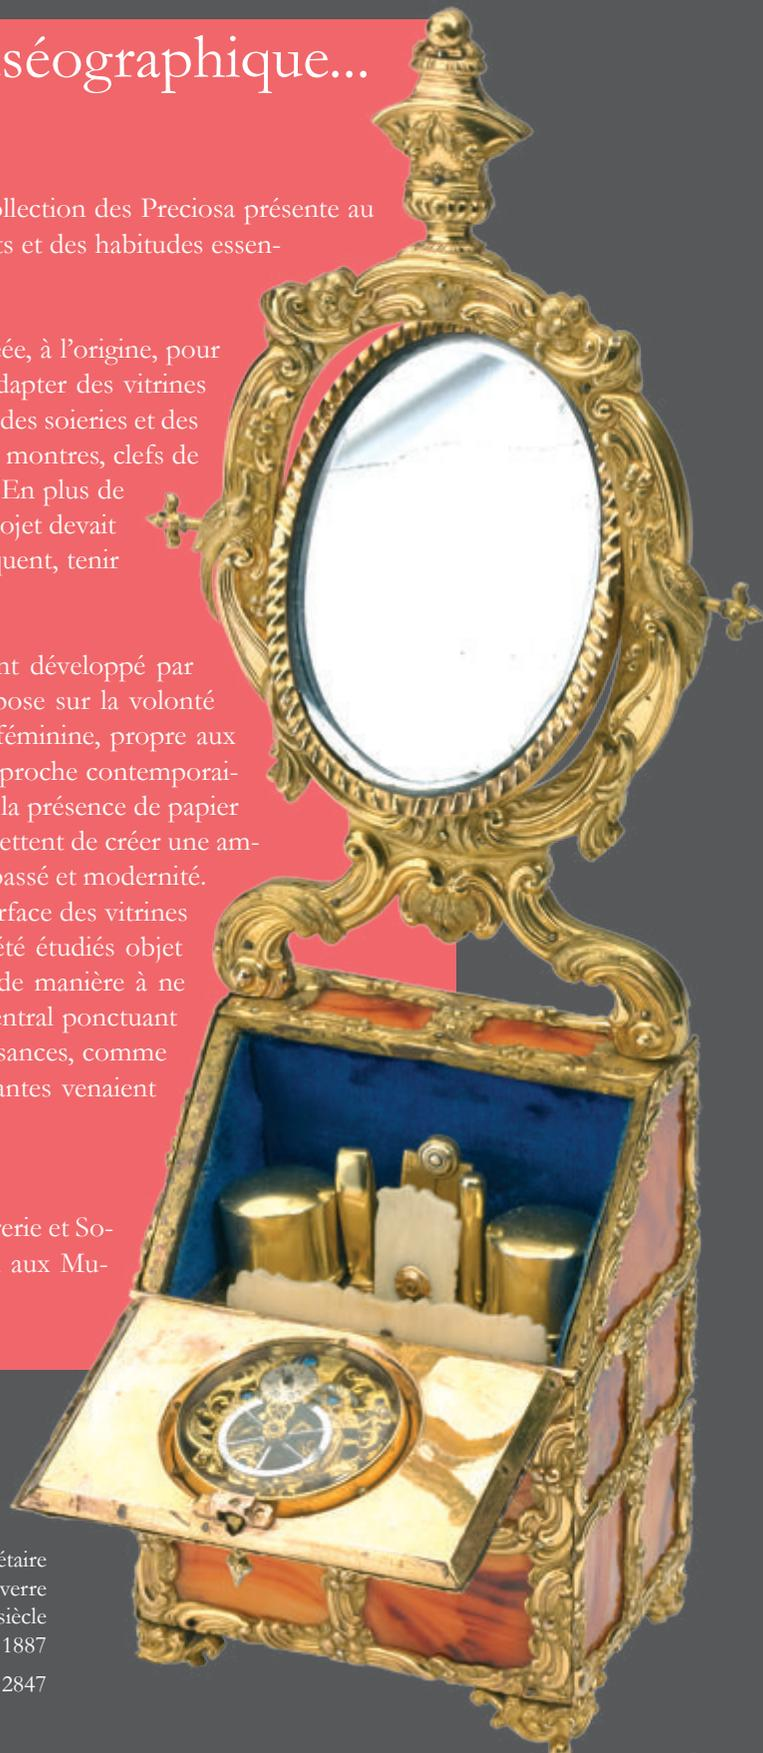 séographique...
ollection des Preciosa présente au
ts et des habitudes essen-
ée, à l’origine, pour
dapter des vitrines
des soieries et des
montres, clefs de
En plus de
ojet devait
quent, tenir
nt développé par
pose sur la volonté
féminine, propre aux
proche contemporai-
la présence de papier
ettent de créer une am-
passé et modernité.
rface des vitrines
été étudiés objet
de manière à ne
entral ponctuant
sances, comme
antes venaient
erie et So-
aux Mu-
étaire
verre
siècle
1887
2847